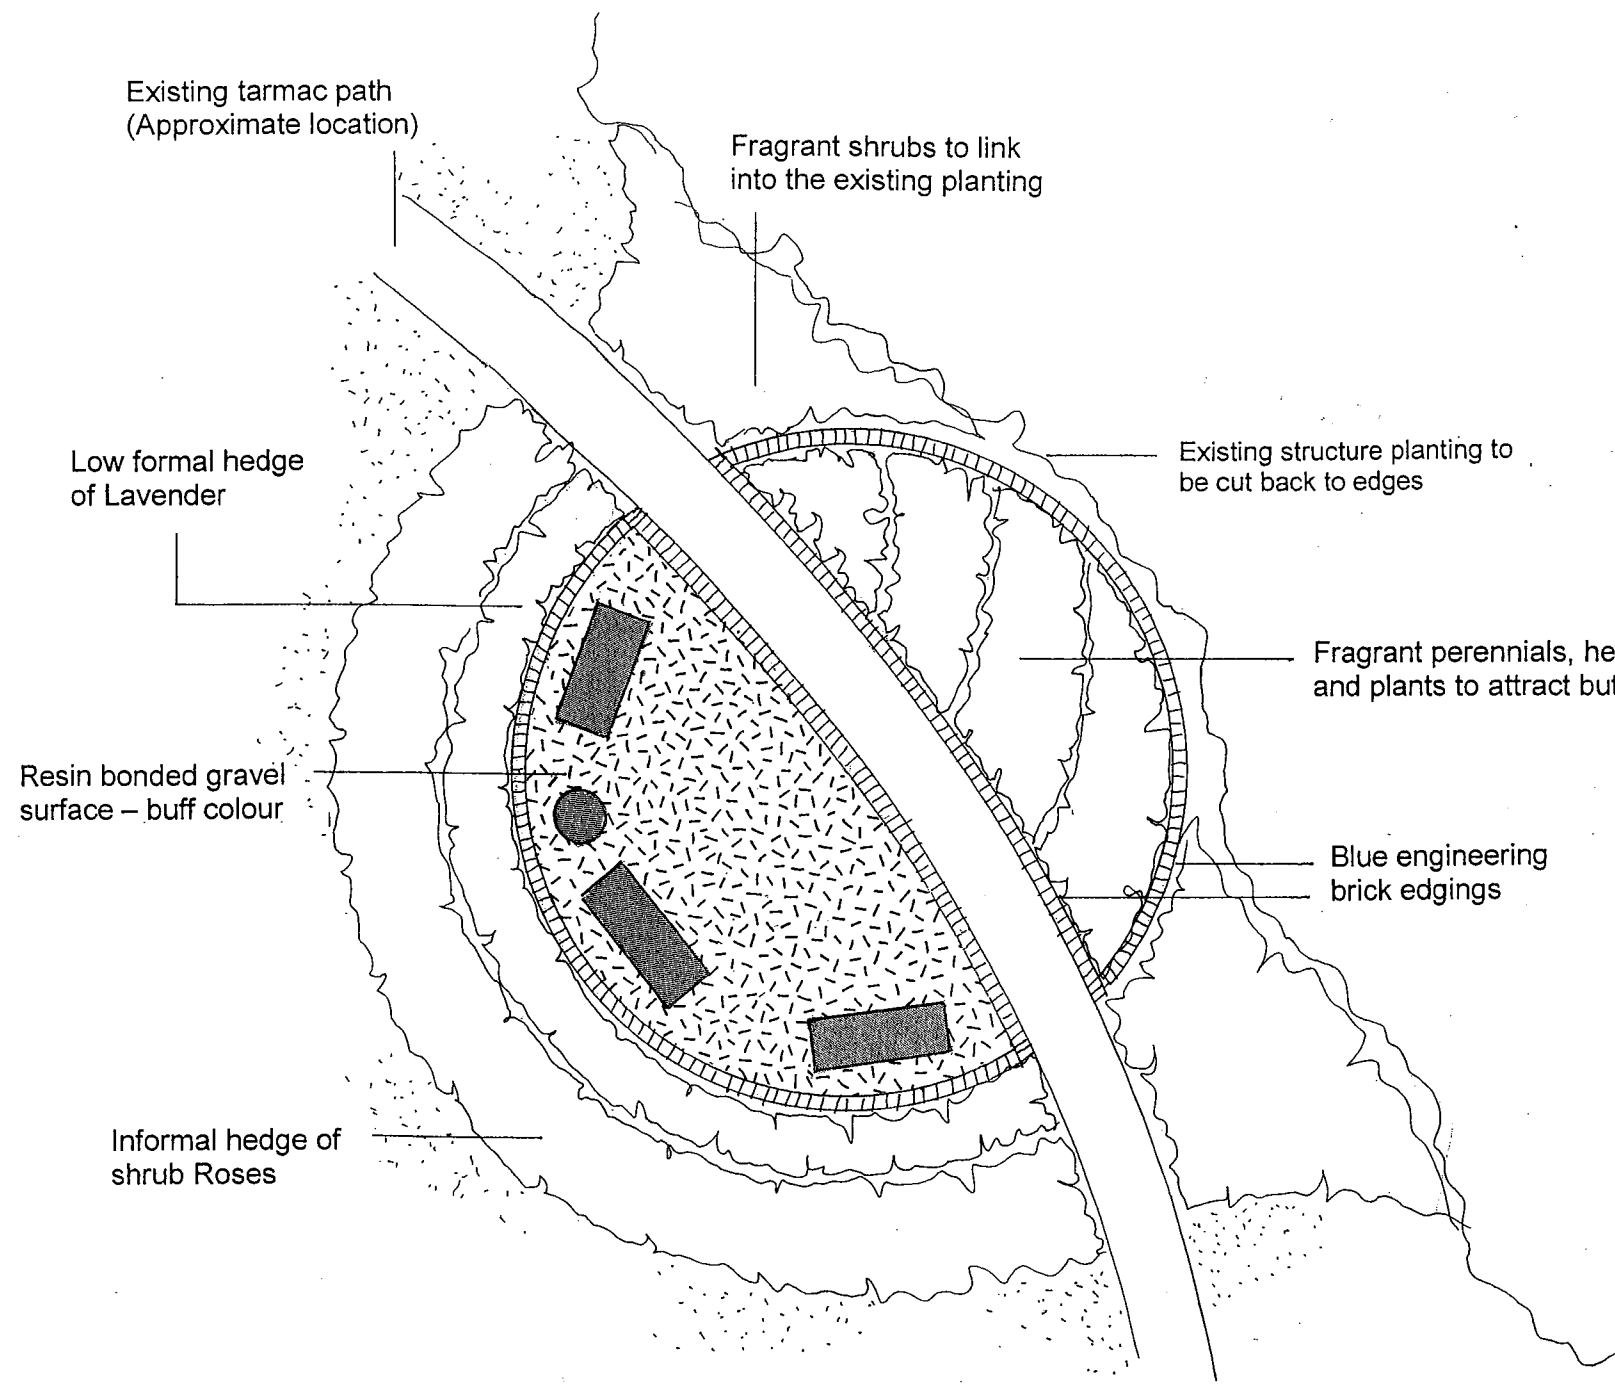 Existing tarmac path
(Approximate location)
Fragrant shrubs to link
into the existing planting
Low formal hedge
of Lavender
Existing structure planting to
be cut back to edges
Fragrant perennials, he
and plants to attract but
Resin bonded gravel
surface – buff colour
Blue engineering
brick edgings
Informal hedge of
shrub Roses